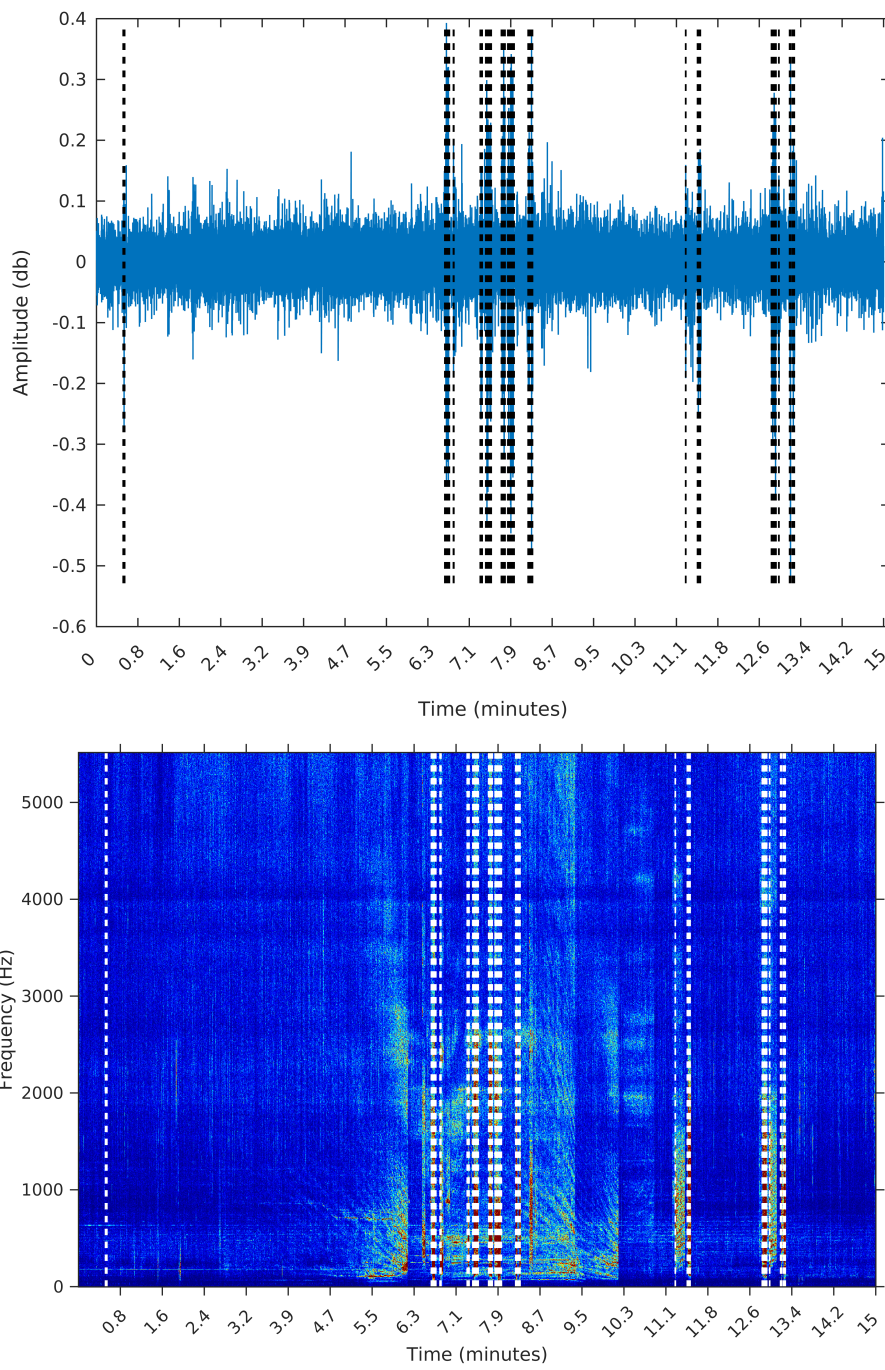 0.4
0.3
0.2
0.1
0
-0.1
-0.2
-0.3
-0.4
-0.5
-0.6
Amplitude (db)
0 0.8 1.6 2.4 3.2 3.9 4.7 5.5 6.3 7.1 7.9 8.7 9.5 10.3 11.1 11.8 12.6 13.4 14.2 15
Time (minutes)
5000
4000
3000
2000
1000
0
Frequency (Hz)
0.8 1.6 2.4 3.2 3.9 4.7 5.5 6.3 7.1 7.9 8.7 9.5 10.3 11.1 11.8 12.6 13.4 14.2 15
Time (minutes)